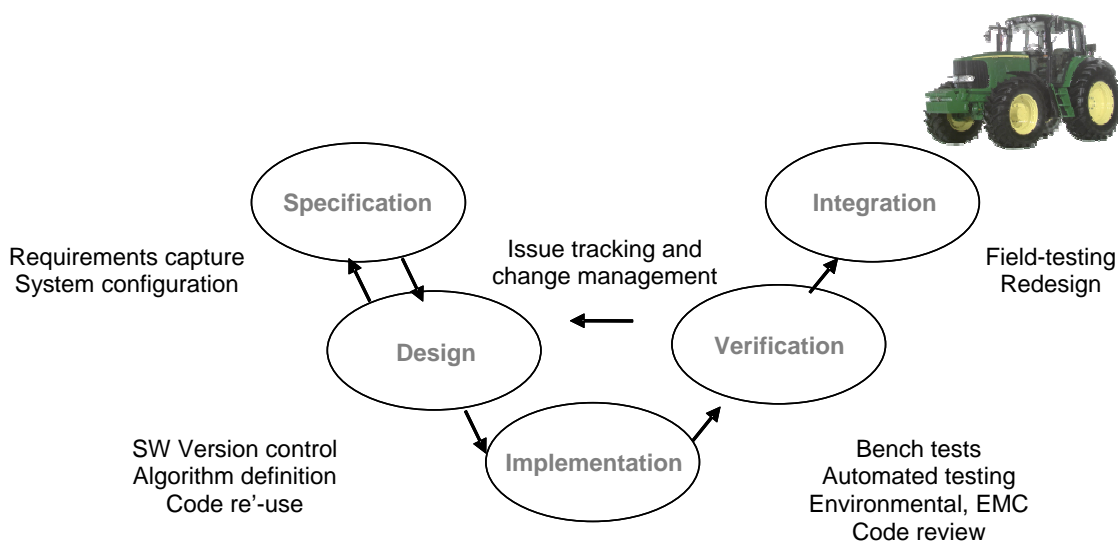 Specification
Integration
Requirements capture
System configuration
Issue tracking and
change management
Field-testing
Redesign
Design
Verification
SW Version control
Algorithm definition
Code re'-use
Implementation
Bench tests
Automated testing
Environmental, EMC
Code review